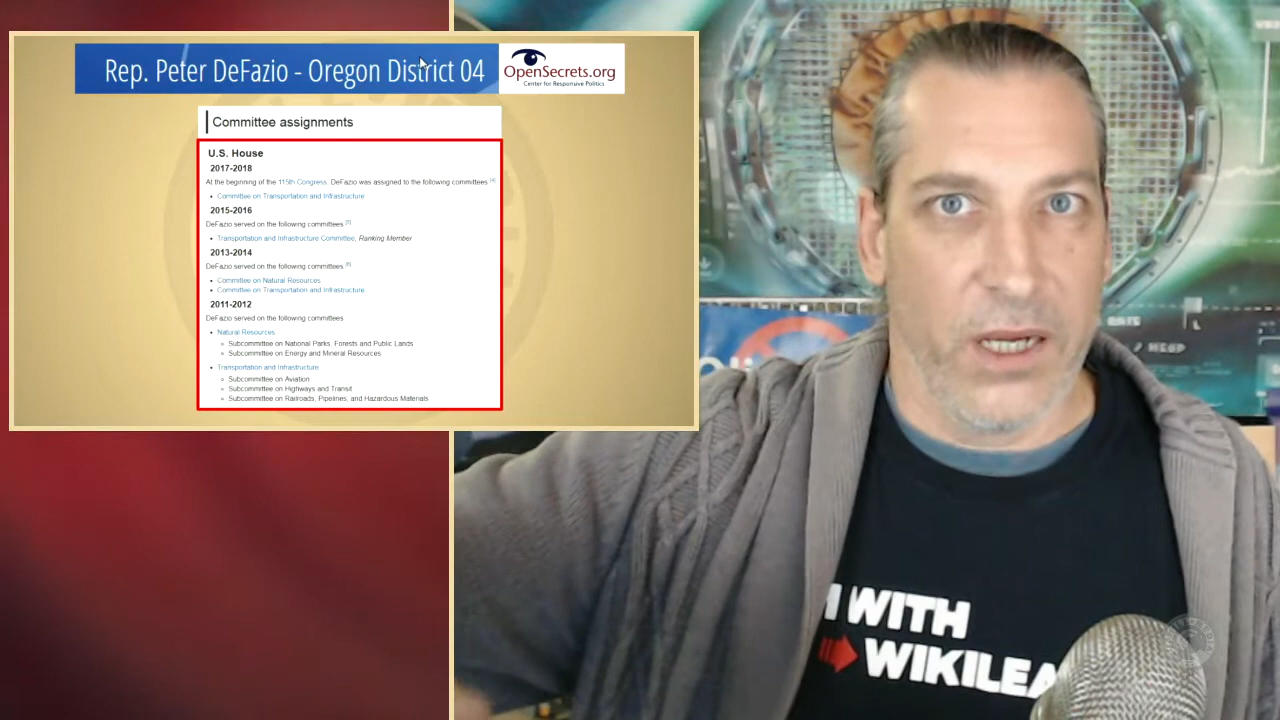 Rep. Peter DeFazio - Oregon District 04
OpenSecrets.org
Center for Responsive Politics
Committee assignments
U.S. House
2017-2018
At the beginning of the 115th Congress, DeFazio was assigned to the following committees [4]
• Committee on Transportation and Infrastructure
2015-2016
DeFazio served on the following committees [5]
• Transportation and Infrastructure Committee, Ranking Member
2013-2014
DeFazio served on the following committees [6]
• Committee on Natural Resources
• Committee on Transportation and Infrastructure
2011-2012
DeFazio served on the following committees
• Natural Resources
Subcommittee on National Parks, Forests and Public Lands
Subcommittee on Energy and Mineral Resources
• Transportation and Infrastructure
Subcommittee on Aviation
Subcommittee on Highways and Transit
Subcommittee on Railroads, Pipelines, and Hazardous Materials
WITH
WIKILEA